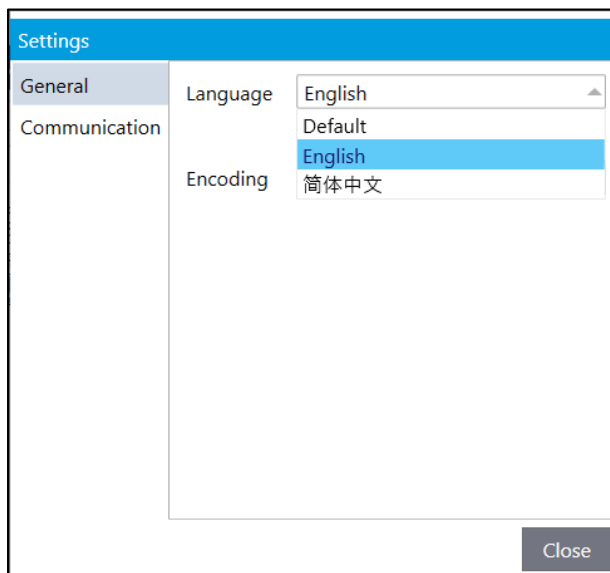 Settings
General
Communication
Language
English
Default
English
简体中文
Encoding
Close